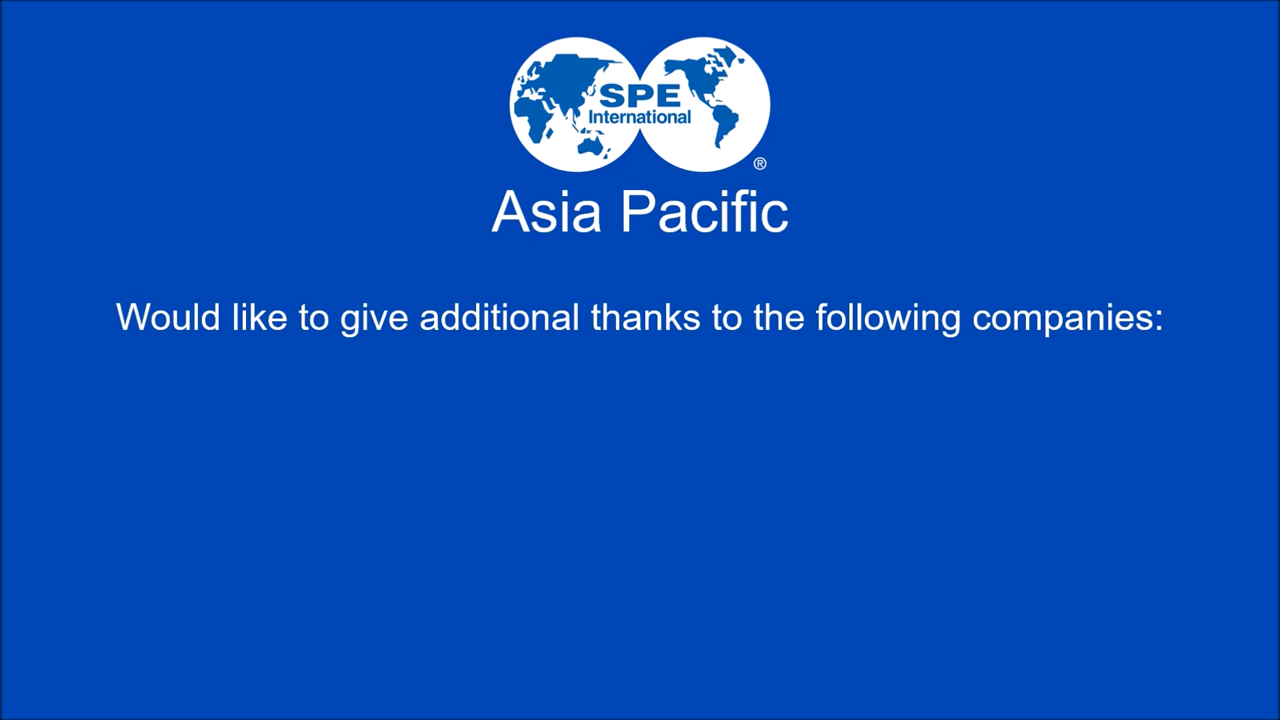 SPE
International
®
Asia Pacific
Would like to give additional thanks to the following companies: